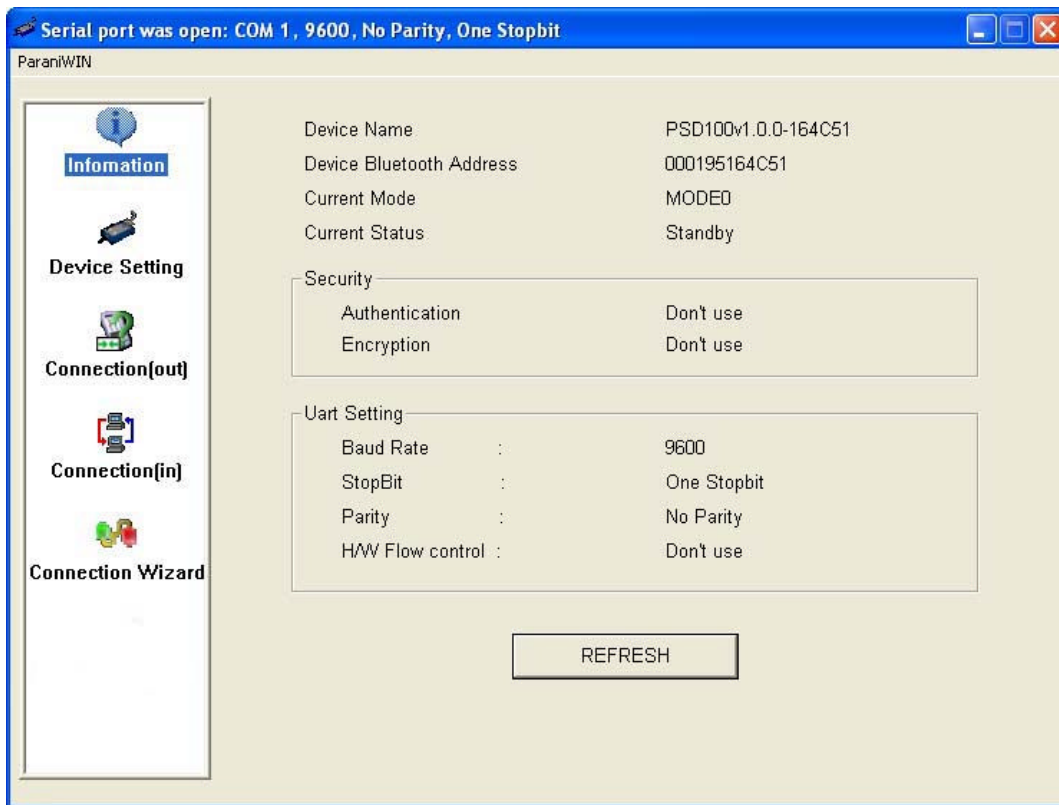 Serial port was open: COM 1, 9600, No Parity, One Stopbit
ParaniWIN
Infomation
Device Setting
Connection(out)
Connection(in)
Connection Wizard
Device Name PSD100v1.0.0-164C51
Device Bluetooth Address 000195164C51
Current Mode MODE0
Current Status Standby
Security
Authentication Don't use
Encryption Don't use
Uart Setting
Baud Rate : 9600
StopBit : One Stopbit
Parity : No Parity
H/W Flow control : Don't use
REFRESH